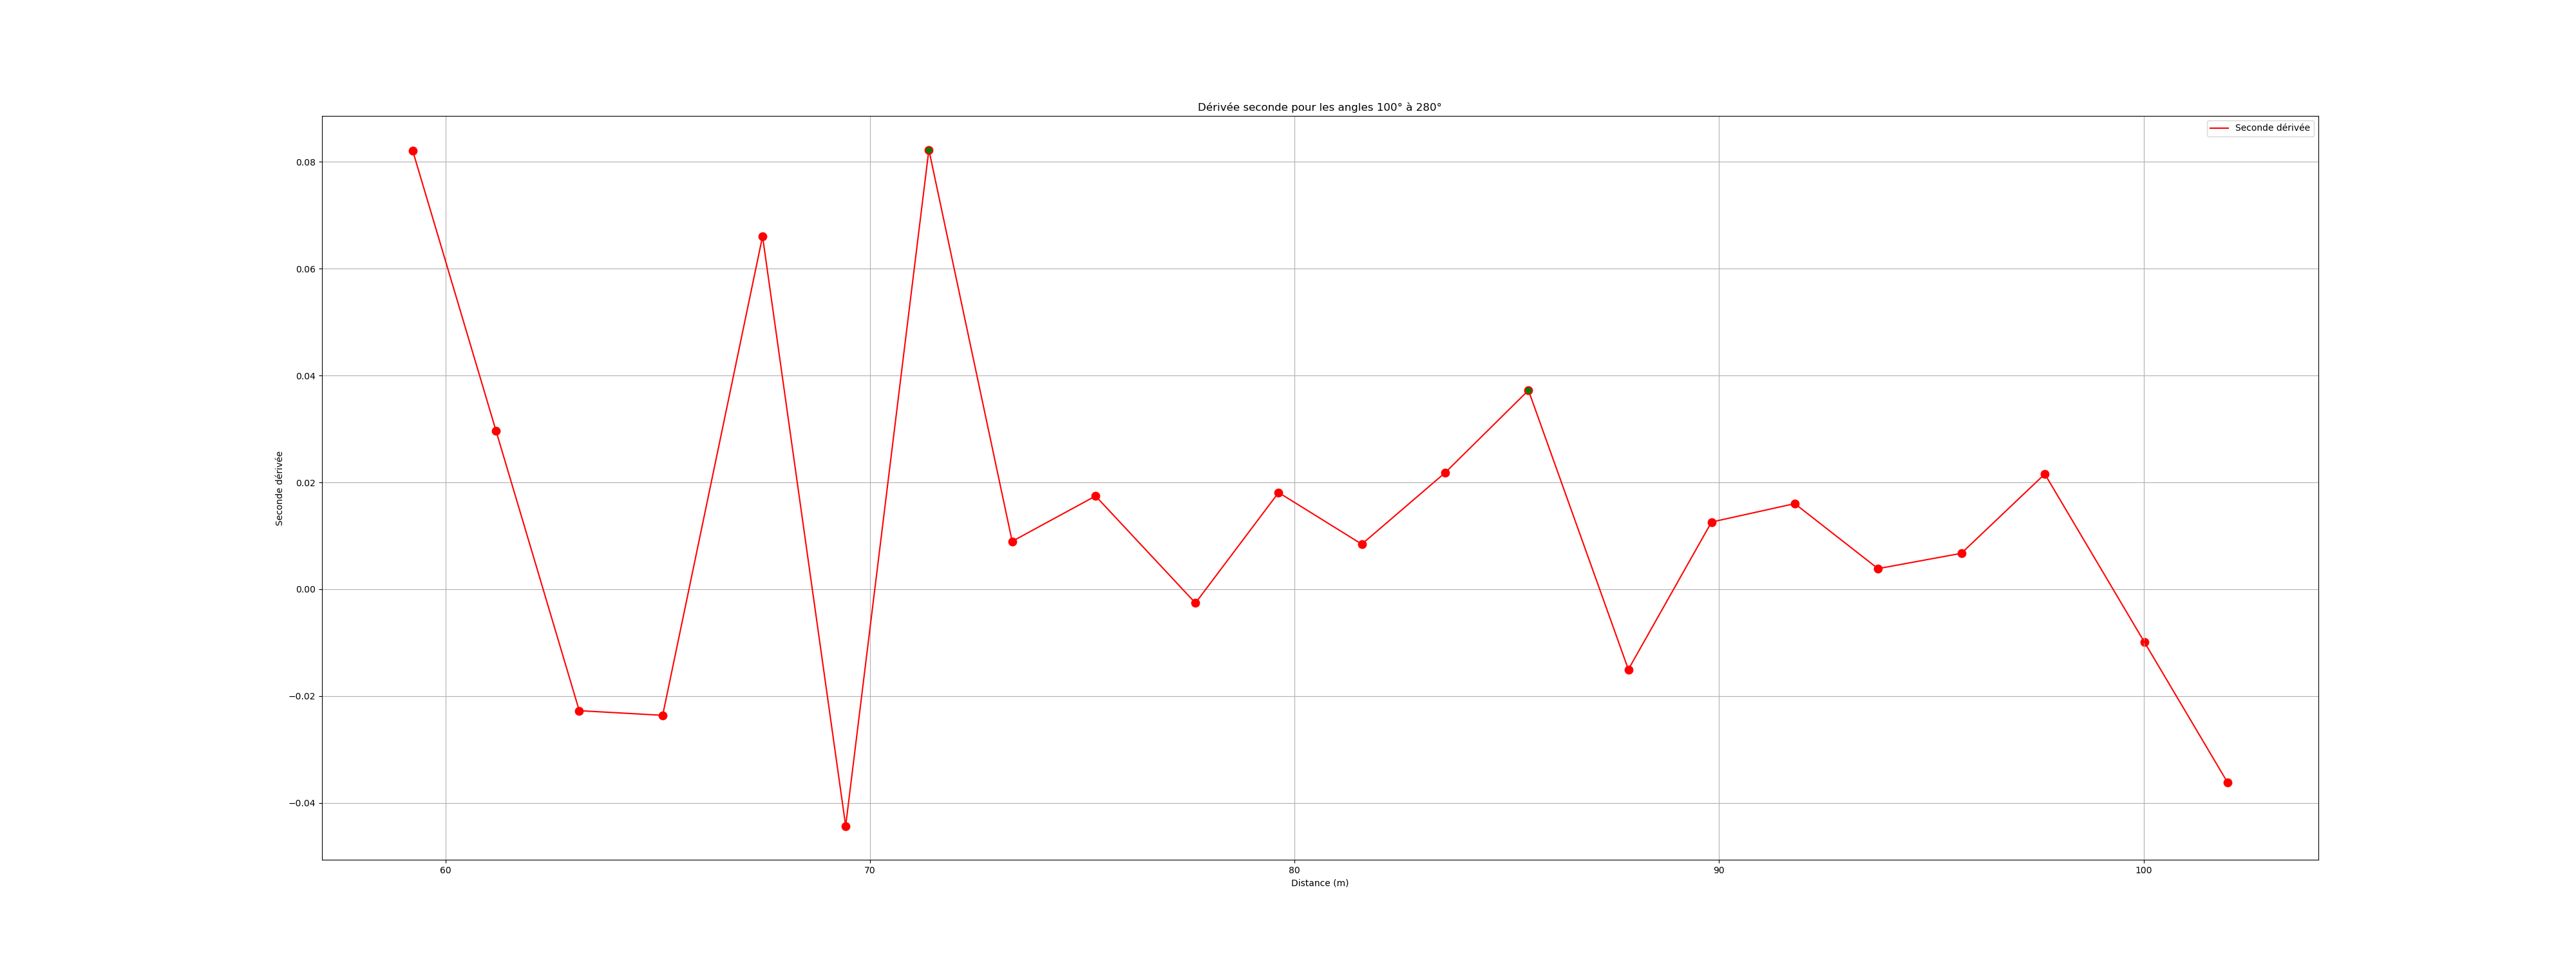 Dérivée seconde pour les angles 100° à 280°
Seconde dérivée
0.08
0.06
0.04
0.02
0.00
−0.02
−0.04
Seconde dérivée
60 70 80 90 100
Distance (m)